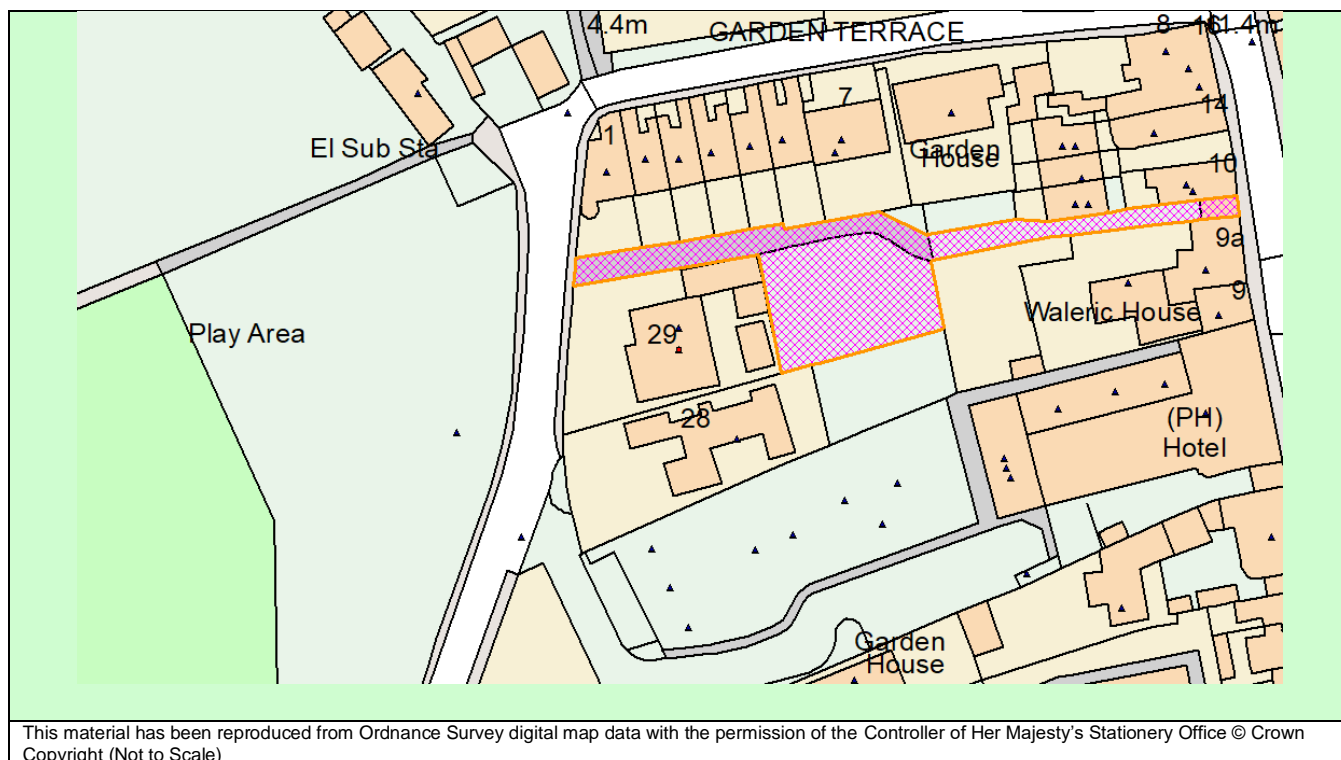 4.4m
GARDEN TERRACE
8
16
1.4m
7
14
1
El Sub Sta
Garden
House
10
9a
9
Waleric House
Play Area
29
28
(PH)
Hotel
Garden
House
This material has been reproduced from Ordnance Survey digital map data with the permission of the Controller of Her Majesty's Stationery Office © Crown
Copyright (Not to Scale)